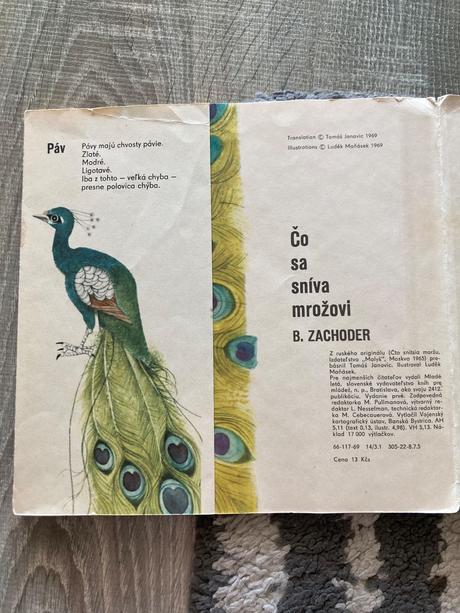 Páv
Pávy majú chvosty pávie.
Zlaté.
Modré.
Ligotavé.
Iba z tohto — veľká chyba —
presne polovica chýba.
Translation © Tomáš Janovic 1969
Illustrations © Luděk Maňásek 1969
Čo
sa
sníva
mrožovi
B. ZACHODER
Z ruského originálu (Čto snitsia moržu,
Izdateľstvo „Malyš", Moskva 1965) pre-
básnil Tomáš Janovic. Ilustroval Luděk
Maňásek.
Pre najmenších čitateľov vydali Mladé
letá, slovenské vydavateľstvo kníh pre
mládež, n. p., Bratislava, ako svoju 2412.
publikáciu. Vydanie prvé. Zodpovedná
redaktorka M. Pullmanová, výtvarný re-
daktor L. Nesselman, technická redaktor-
ka M. Cebecauerová. Vytlačil Vojenský
kartografický ústav, Banská Bystrica. AH
5,11 (text 0,13, ilustr. 4,98). VH 5,13. Ná-
klad 17 000 výtlačkov.
66-117-69 14/3.1 305-22-8.7.5
Cena 13 Kčs